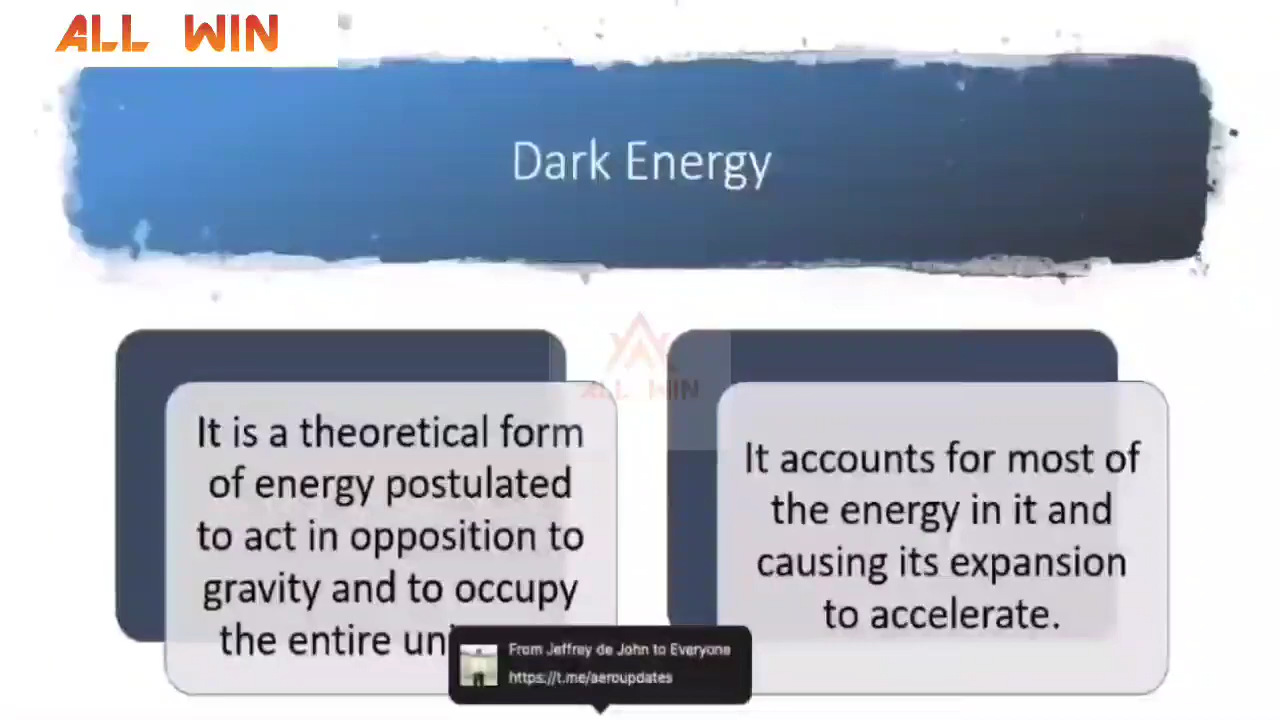 ALL WIN
Dark Energy
It is a theoretical form
of energy postulated
to act in opposition to
gravity and to occupy
the entire
It accounts for most of
the energy in it and
causing its expansion
to accelerate.
ALL WIN
From Jeffrey de John to Everyone
https://t.me/aeroupdates